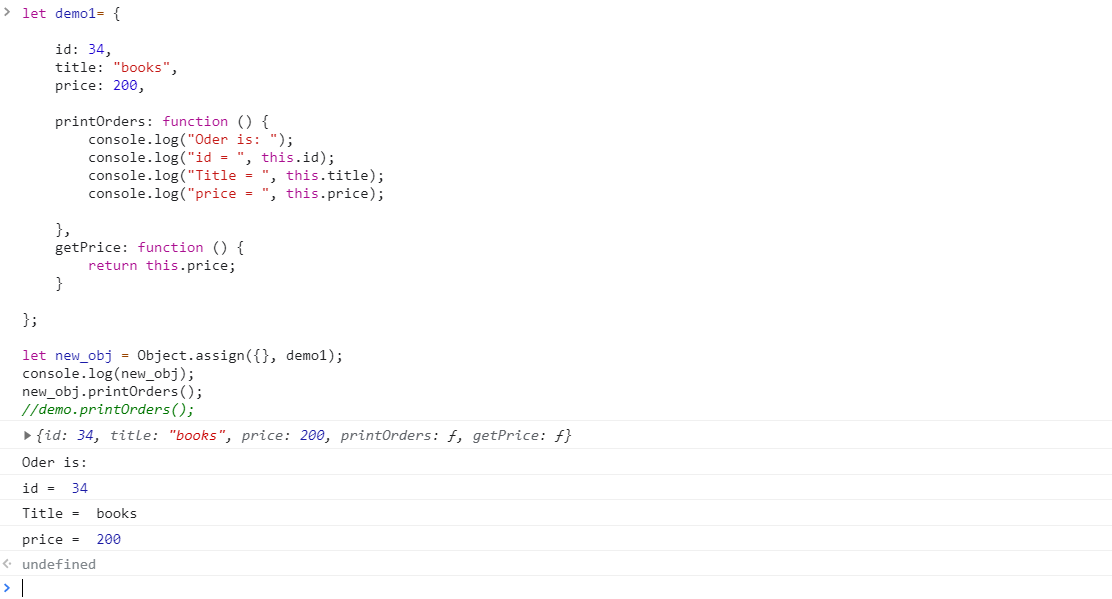 > let demo1= {
id: 34,
title: "books",
price: 200,
printOrders: function () {
console.log("Oder is: ");
console.log("id = ", this.id);
console.log("Title = ", this.title);
console.log("price = ", this.price);
},
getPrice: function () {
return this.price;
}
};
let new_obj = Object.assign({}, demo1);
console.log(new_obj);
new_obj.printOrders();
//demo.printOrders();
▶{id: 34, title: "books", price: 200, printOrders: ƒ, getPrice: ƒ}
Oder is:
id =  34
Title =  books
price =  200
undefined
>